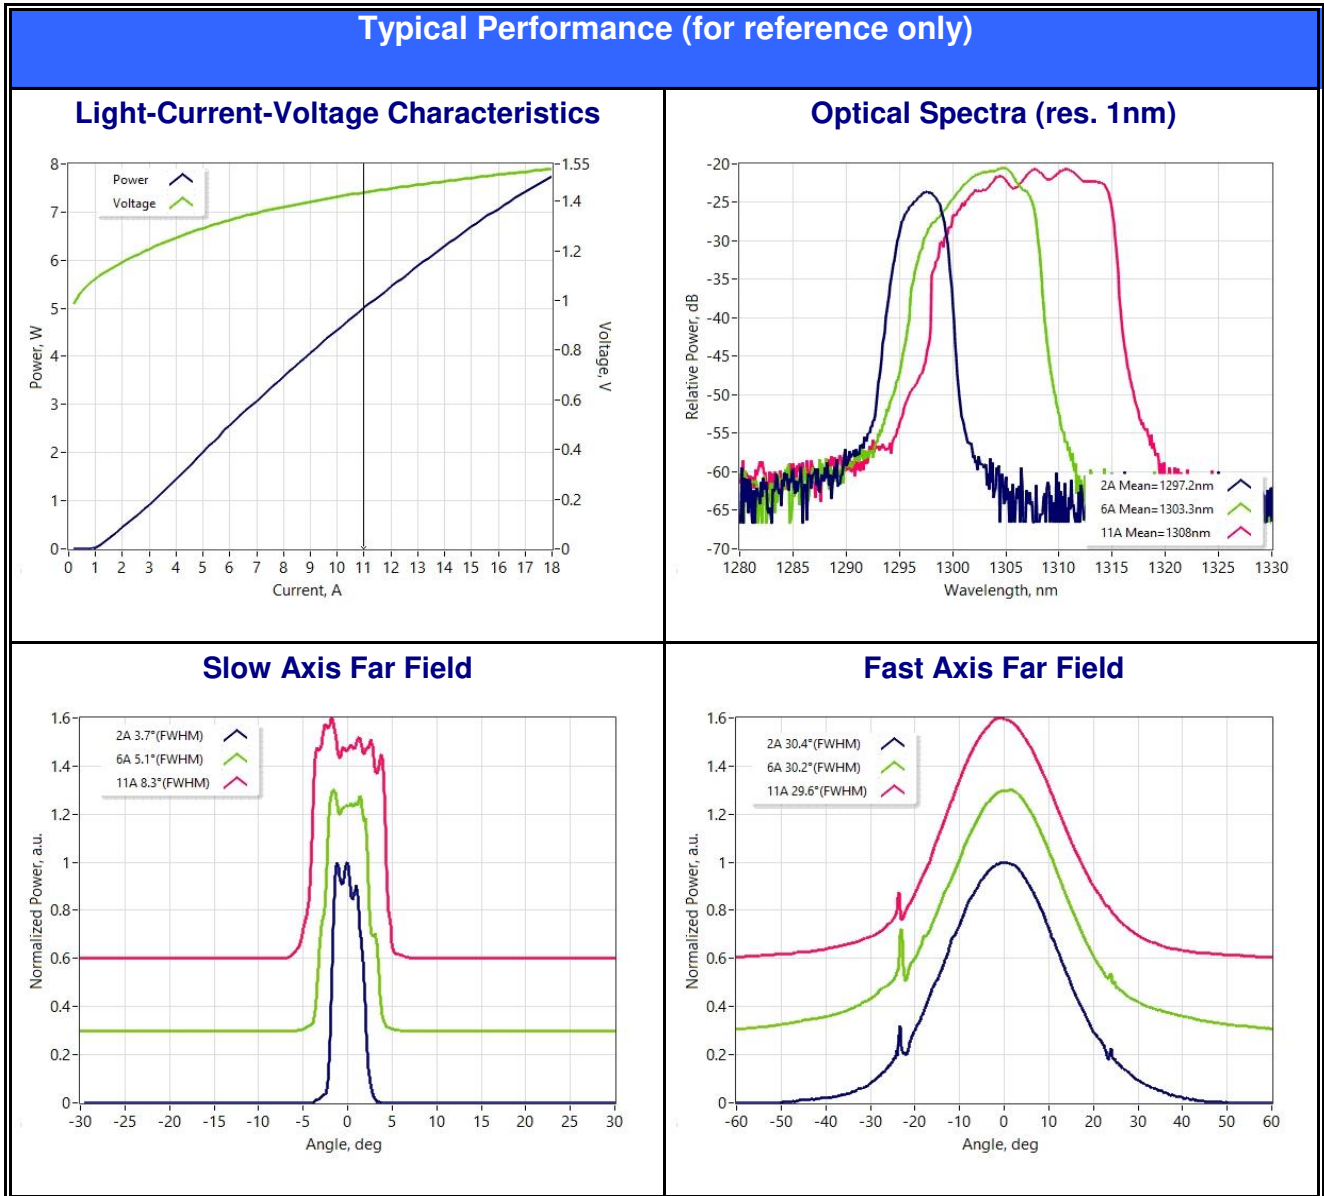 Typical Performance (for reference only)
Light-Current-Voltage Characteristics
Power
Voltage
8
7
6
5
4
3
2
1
0
Power, W
1.55
1.4
1.2
1
0.8
0.6
0.4
0.2
0
Voltage, V
0 1 2 3 4 5 6 7 8 9 10 11 12 13 14 15 16 17 18
Current, A
Optical Spectra (res. 1nm)
-20
-25
-30
-35
-40
-45
-50
-55
-60
-65
-70
Relative Power, dB
2A Mean=1297.2nm
6A Mean=1303.3nm
11A Mean=1308nm
1280 1285 1290 1295 1300 1305 1310 1315 1320 1325 1330
Wavelength, nm
Slow Axis Far Field
2A 3.7°(FWHM)
6A 5.1°(FWHM)
11A 8.3°(FWHM)
1.6
1.4
1.2
1
0.8
0.6
0.4
0.2
0
Normalized Power, a.u.
-30 -25 -20 -15 -10 -5 0 5 10 15 20 25 30
Angle, deg
Fast Axis Far Field
2A 30.4°(FWHM)
6A 30.2°(FWHM)
11A 29.6°(FWHM)
1.6
1.4
1.2
1
0.8
0.6
0.4
0.2
0
Normalized Power, a.u.
-60 -50 -40 -30 -20 -10 0 10 20 30 40 50 60
Angle, deg